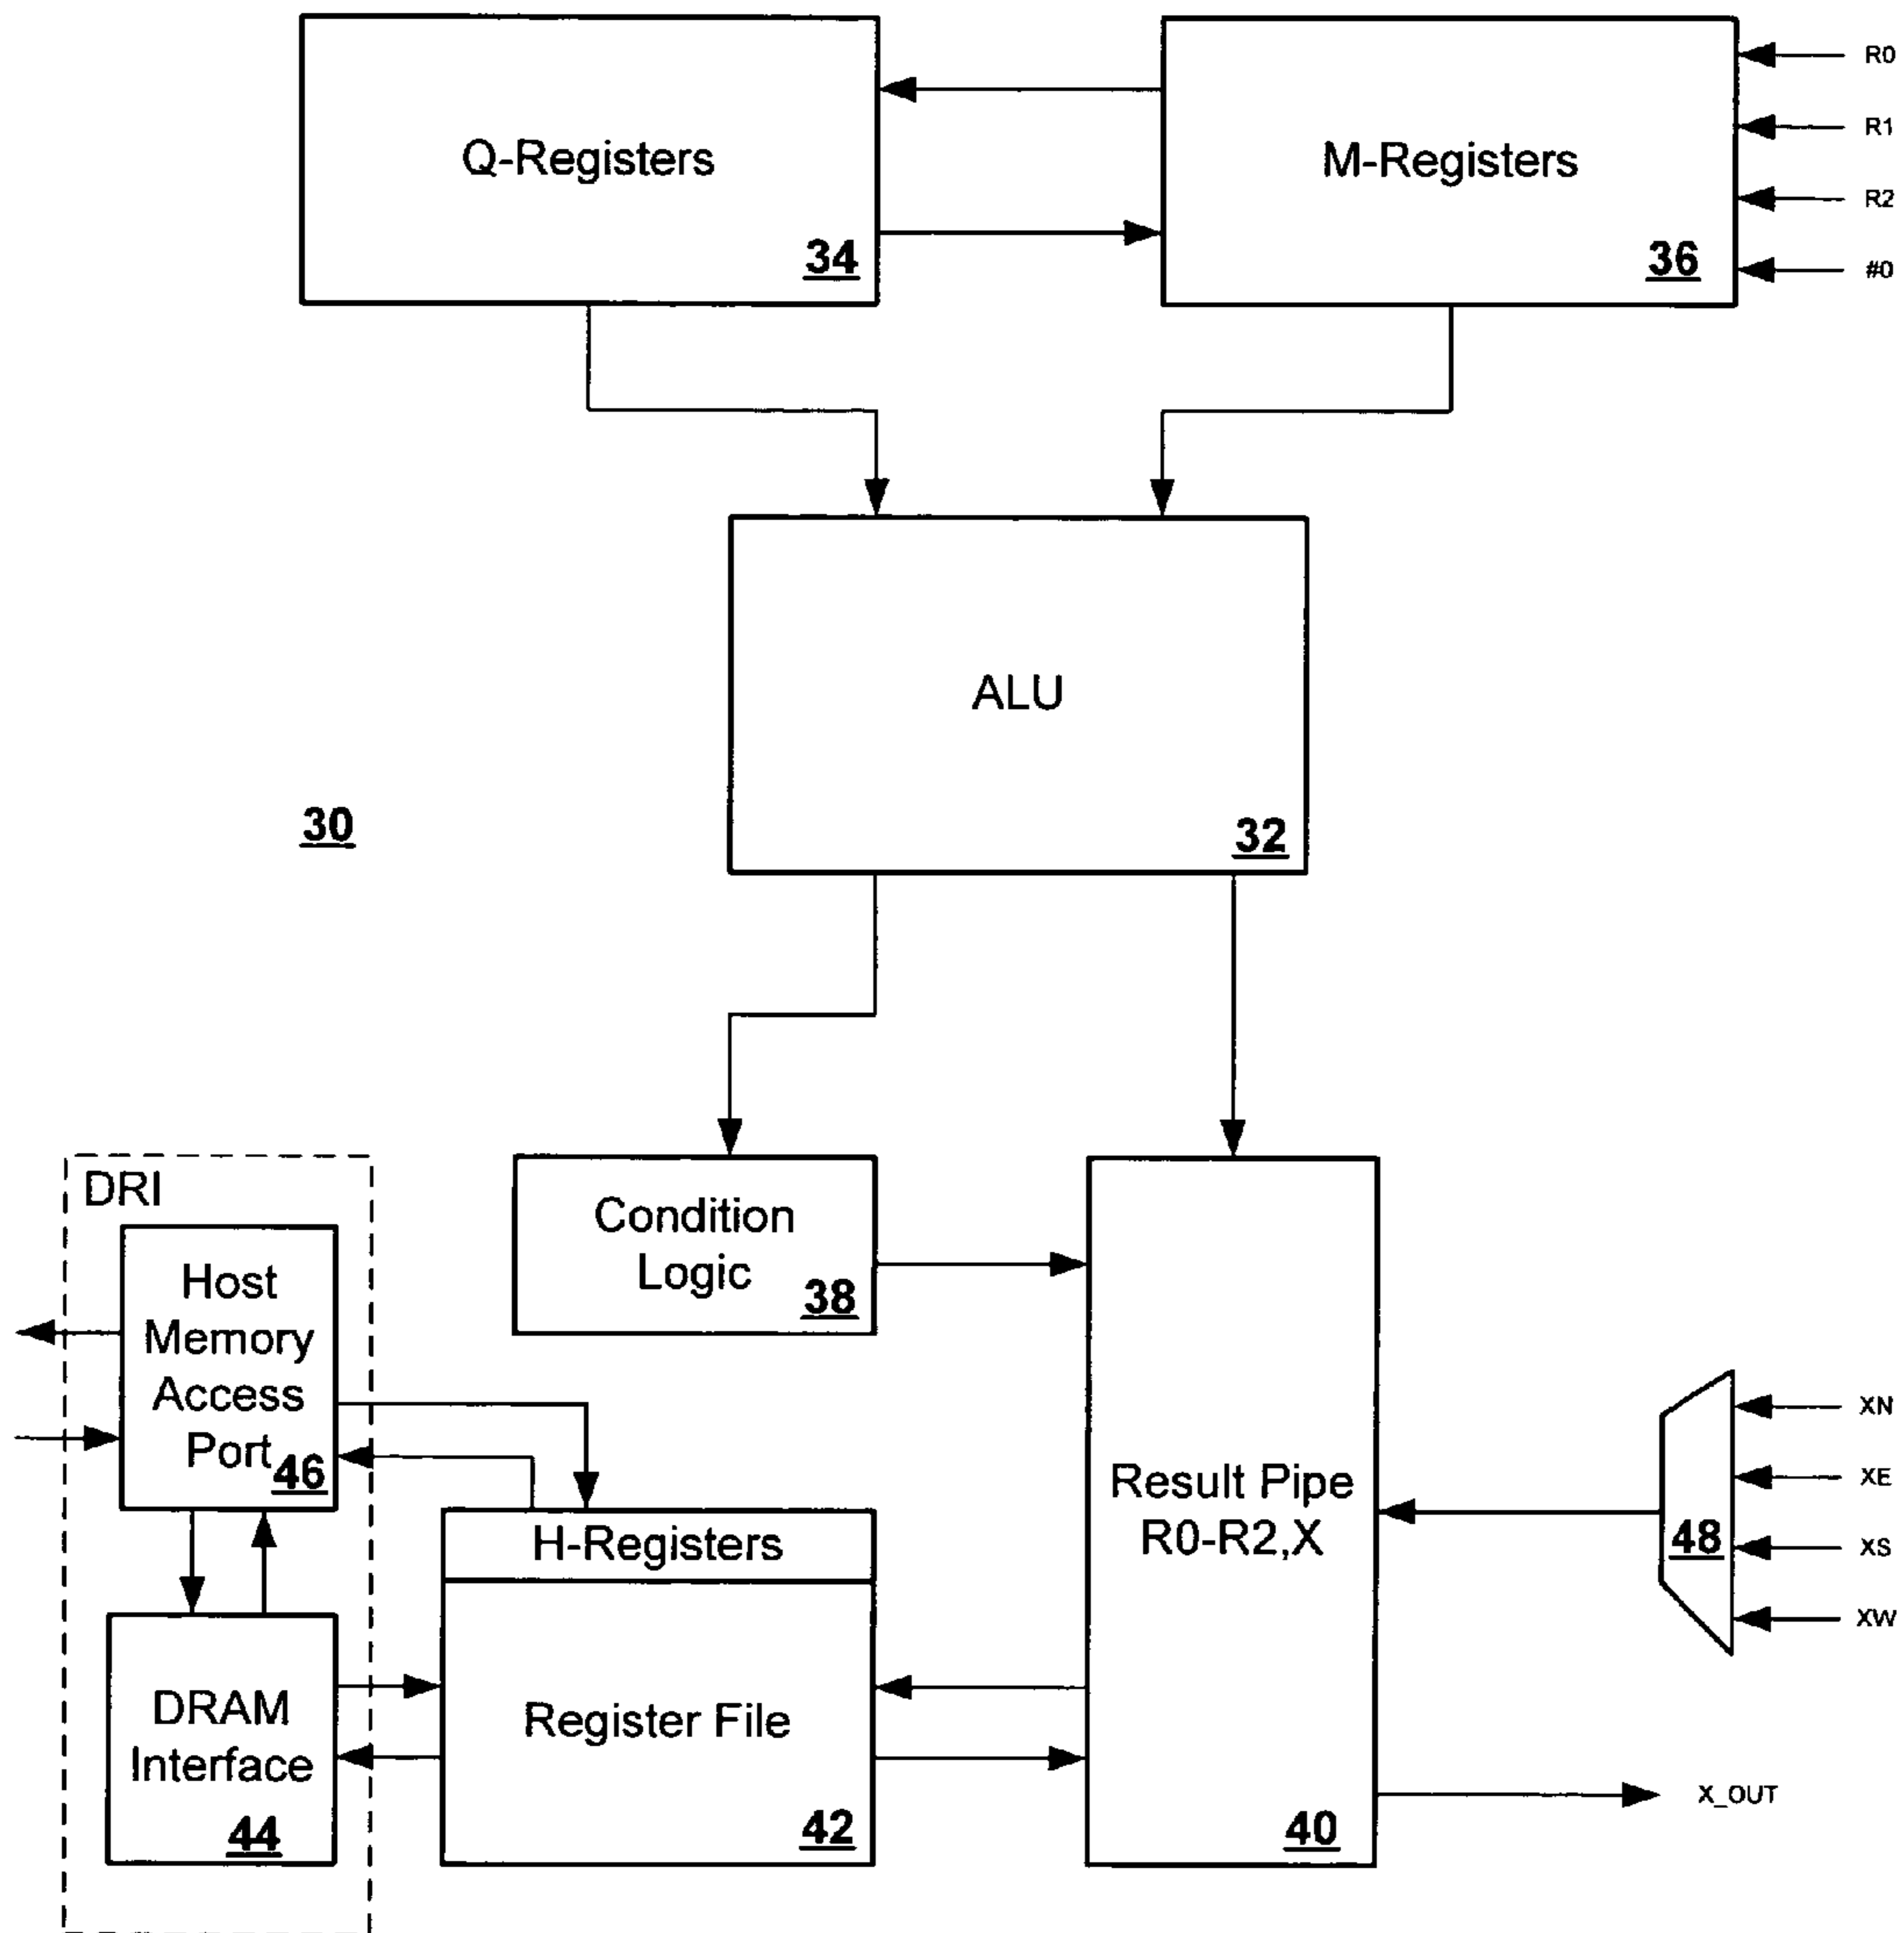 Q-Registers
34
M-Registers
36
R0
R1
R2
#0
ALU
32
30
DRI
Host
Memory
Access
Port
46
Condition
Logic
38
Result Pipe
R0-R2,X
40
H-Registers
Register File
42
DRAM
Interface
44
48
XN
XE
XS
XW
X_OUT